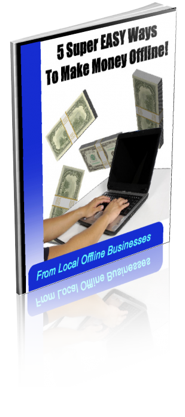 5 Super EASY Ways
To Make Money Offline!
From Local Offline Businesses